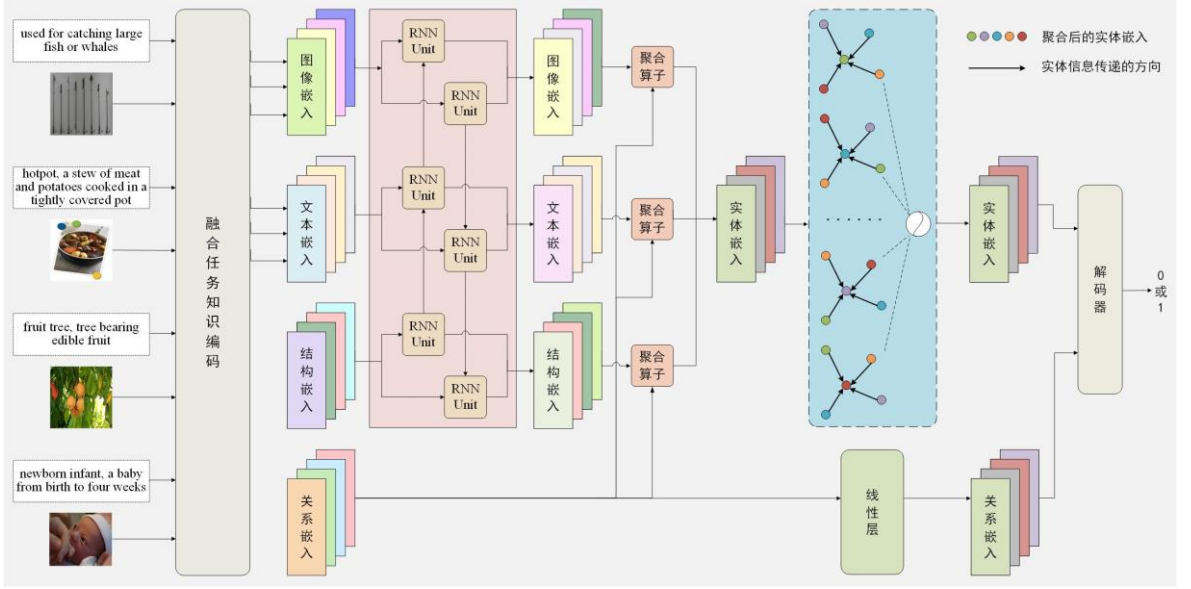 used for catching large
fish or whales
hotpot, a stew of meat
and potatoes cooked in a
tightly covered pot
fruit tree, tree bearing
edible fruit
newborn infant, a baby
from birth to four weeks
融合任务知识编码
图像嵌入
文本嵌入
结构嵌入
关系嵌入
RNN
Unit
RNN
Unit
RNN
Unit
RNN
Unit
RNN
Unit
RNN
Unit
图像嵌入
文本嵌入
结构嵌入
聚合
算子
聚合
算子
聚合
算子
实体嵌入
......
线性层
实体嵌入
关系嵌入
解码器
0
或
1
聚合后的实体嵌入
实体信息传递的方向